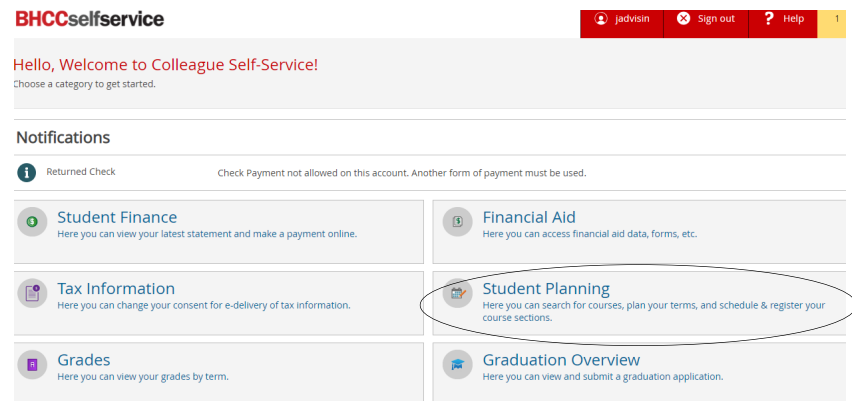 BHCCselfservice
jadvisin Sign out ? Help 1
Hello, Welcome to Colleague Self-Service!
Choose a category to get started.
Notifications
Returned Check Check Payment not allowed on this account. Another form of payment must be used.
Student Finance
Here you can view your latest statement and make a payment online.
Financial Aid
Here you can access financial aid data, forms, etc.
Tax Information
Here you can change your consent for e-delivery of tax information.
Student Planning
Here you can search for courses, plan your terms, and schedule & register your
course sections.
Grades
Here you can view your grades by term.
Graduation Overview
Here you can view and submit a graduation application.